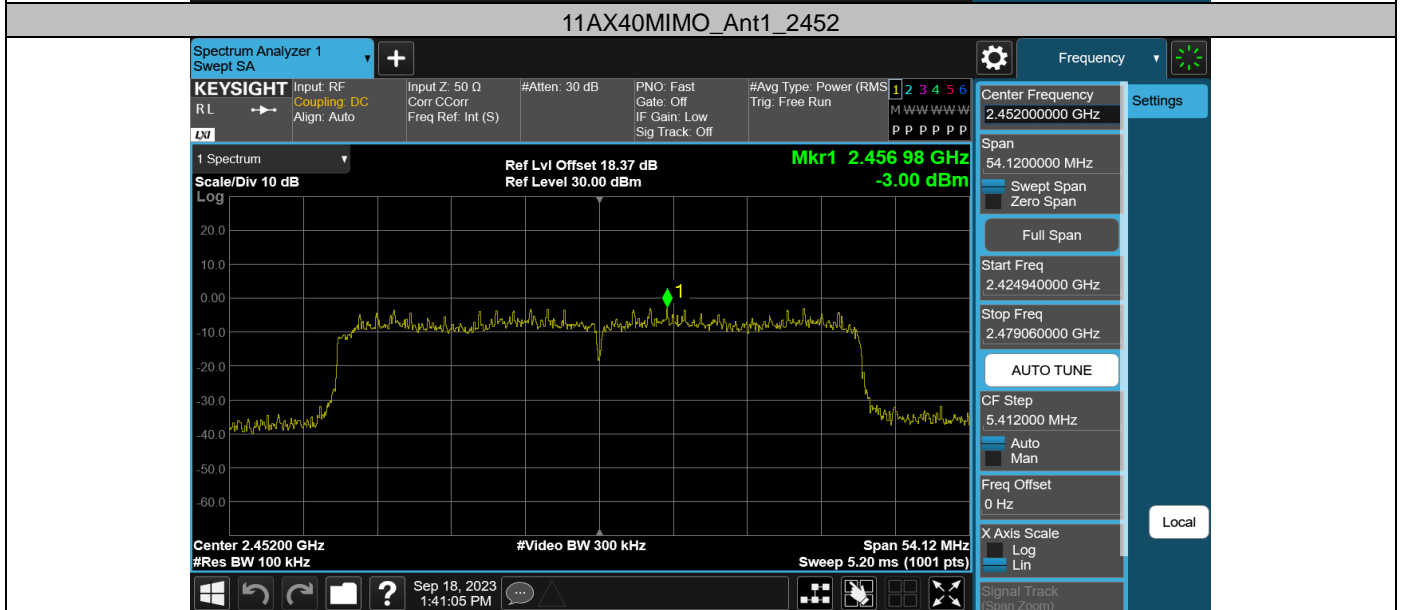 11AX40MIMO_Ant1_2452
Spectrum Analyzer 1
Swept SA
+
Frequency
KEYSIGHT
RL
LXI
Input: RF
Coupling: DC
Align: Auto
Input Z: 50 Ω
Corr CCorr
Freq Ref: Int (S)
#Atten: 30 dB
PNO: Fast
Gate: Off
IF Gain: Low
Sig Track: Off
#Avg Type: Power (RMS
Trig: Free Run
1 2 3 4 5 6
M W W W W W
P P P P P P
1 Spectrum
Scale/Div 10 dB
Log
Ref Lvl Offset 18.37 dB
Ref Level 30.00 dBm
Mkr1 2.456 98 GHz
-3.00 dBm
20.0
10.0
0.00
-10.0
-20.0
-30.0
-40.0
-50.0
-60.0
1
Center 2.45200 GHz
#Res BW 100 kHz
#Video BW 300 kHz
Span 54.12 MHz
Sweep 5.20 ms (1001 pts)
Center Frequency
2.452000000 GHz
Span
54.1200000 MHz
Swept Span
Zero Span
Full Span
Start Freq
2.424940000 GHz
Stop Freq
2.479060000 GHz
AUTO TUNE
CF Step
5.412000 MHz
Auto
Man
Freq Offset
0 Hz
X Axis Scale
Log
Lin
Signal Track
(Span Zoom)
Settings
Local
?
Sep 18, 2023
1:41:05 PM